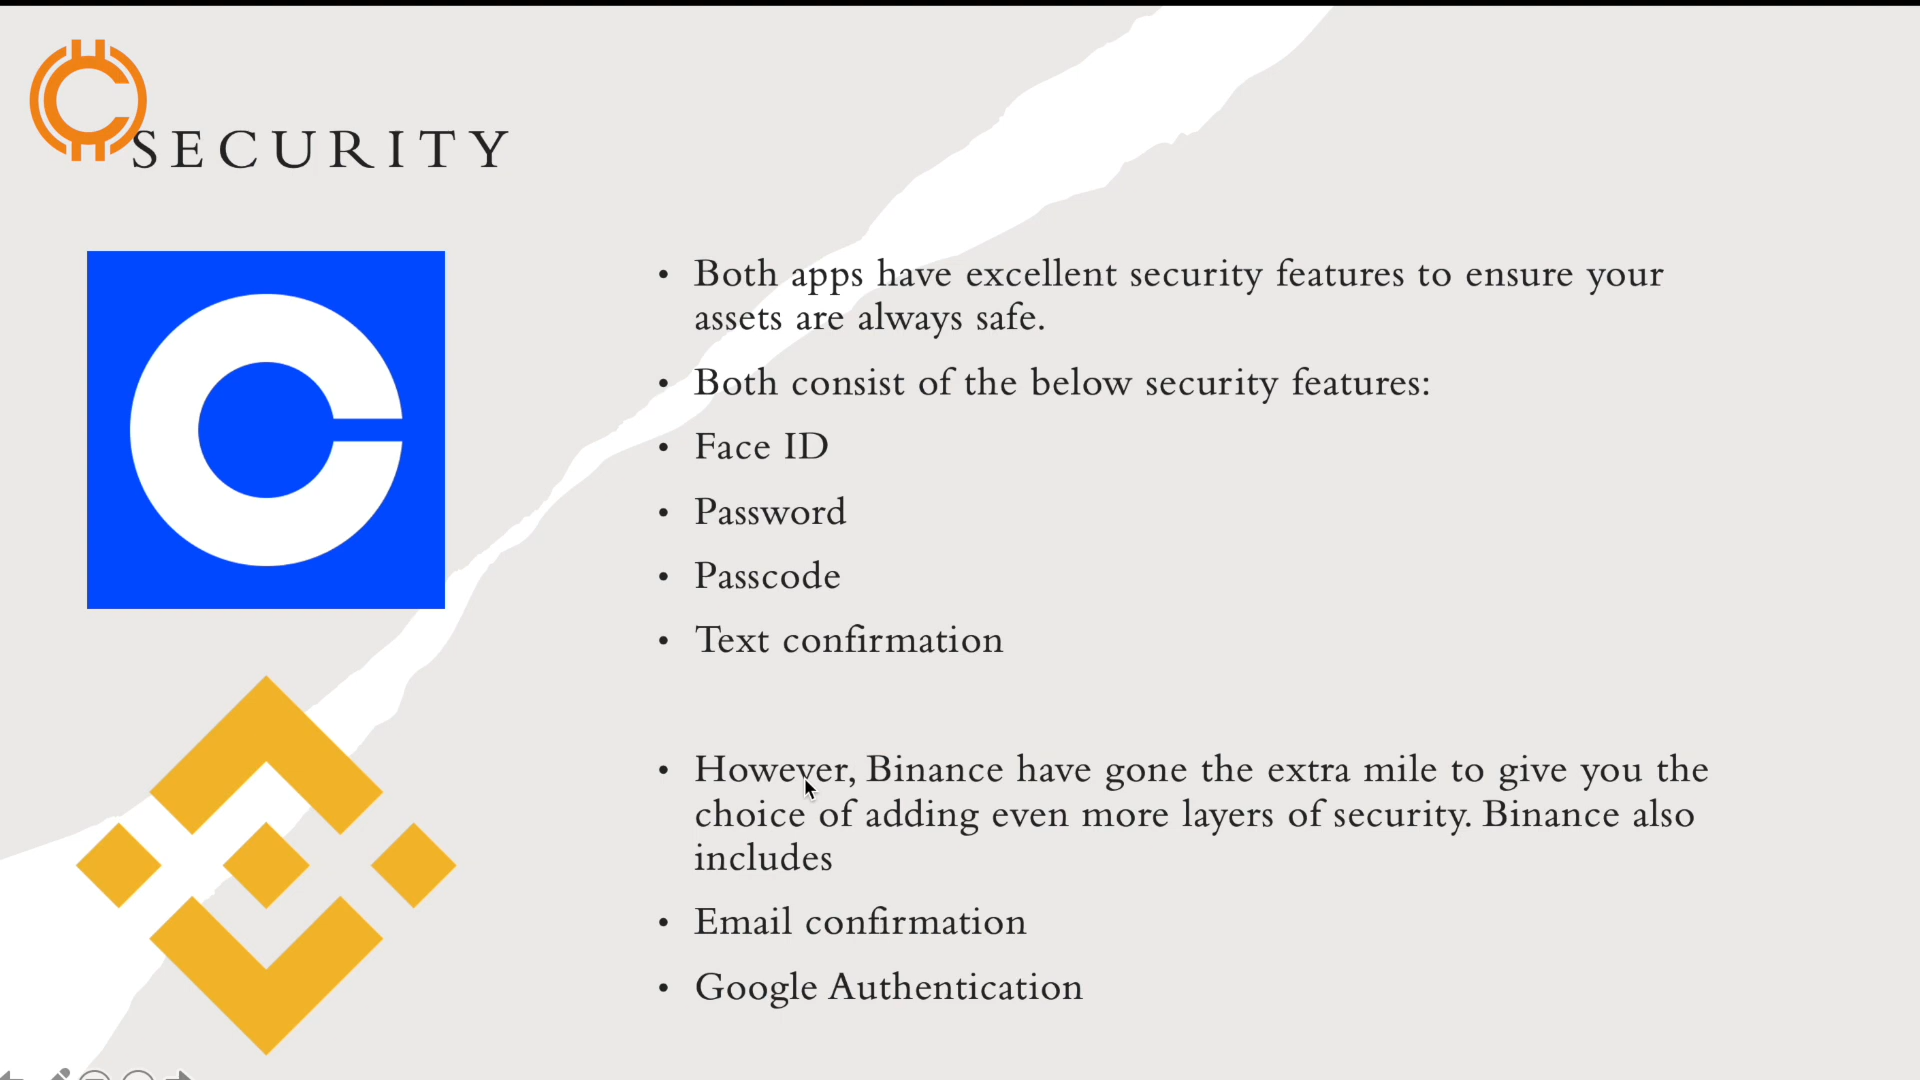 SECURITY
• Both apps have excellent security features to ensure your
assets are always safe.
• Both consist of the below security features:
• Face ID
• Password
• Passcode
• Text confirmation
• However, Binance have gone the extra mile to give you the
choice of adding even more layers of security. Binance also
includes
• Email confirmation
• Google Authentication